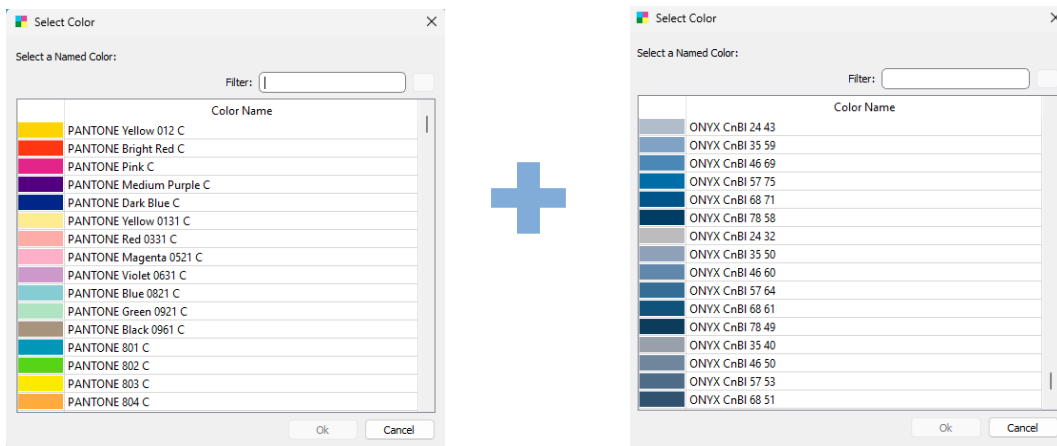 Select Color
Select a Named Color:
Filter:
Color Name
PANTONE Yellow 012 C
PANTONE Bright Red C
PANTONE Pink C
PANTONE Medium Purple C
PANTONE Dark Blue C
PANTONE Yellow 0131 C
PANTONE Red 0331 C
PANTONE Magenta 0521 C
PANTONE Violet 0631 C
PANTONE Blue 0821 C
PANTONE Green 0921 C
PANTONE Black 0961 C
PANTONE 801 C
PANTONE 802 C
PANTONE 803 C
PANTONE 804 C
Ok Cancel
Select Color
Select a Named Color:
Filter:
Color Name
ONYX CnBl 24 43
ONYX CnBl 35 59
ONYX CnBl 46 69
ONYX CnBl 57 75
ONYX CnBl 68 71
ONYX CnBl 78 58
ONYX CnBl 24 32
ONYX CnBl 35 50
ONYX CnBl 46 60
ONYX CnBl 57 64
ONYX CnBl 68 61
ONYX CnBl 78 49
ONYX CnBl 35 40
ONYX CnBl 46 50
ONYX CnBl 57 53
ONYX CnBl 68 51
Ok Cancel